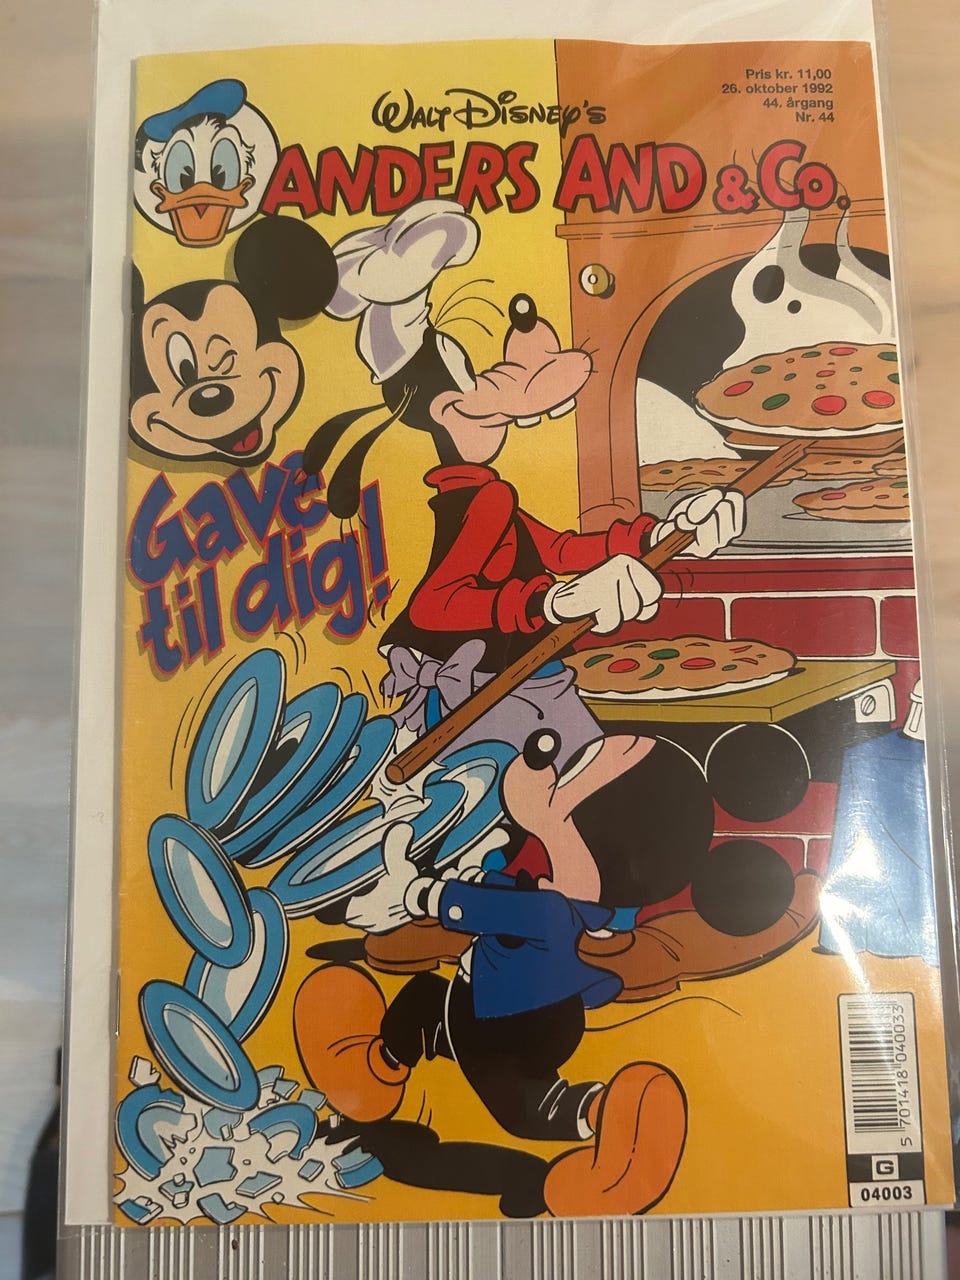 Pris kr. 11,00
26. oktober 1992
44. årgang
Nr. 44
WALT DISNEY'S
ANDERS AND & CO.
Gave
til dig!
5 701418 040033
G
04003